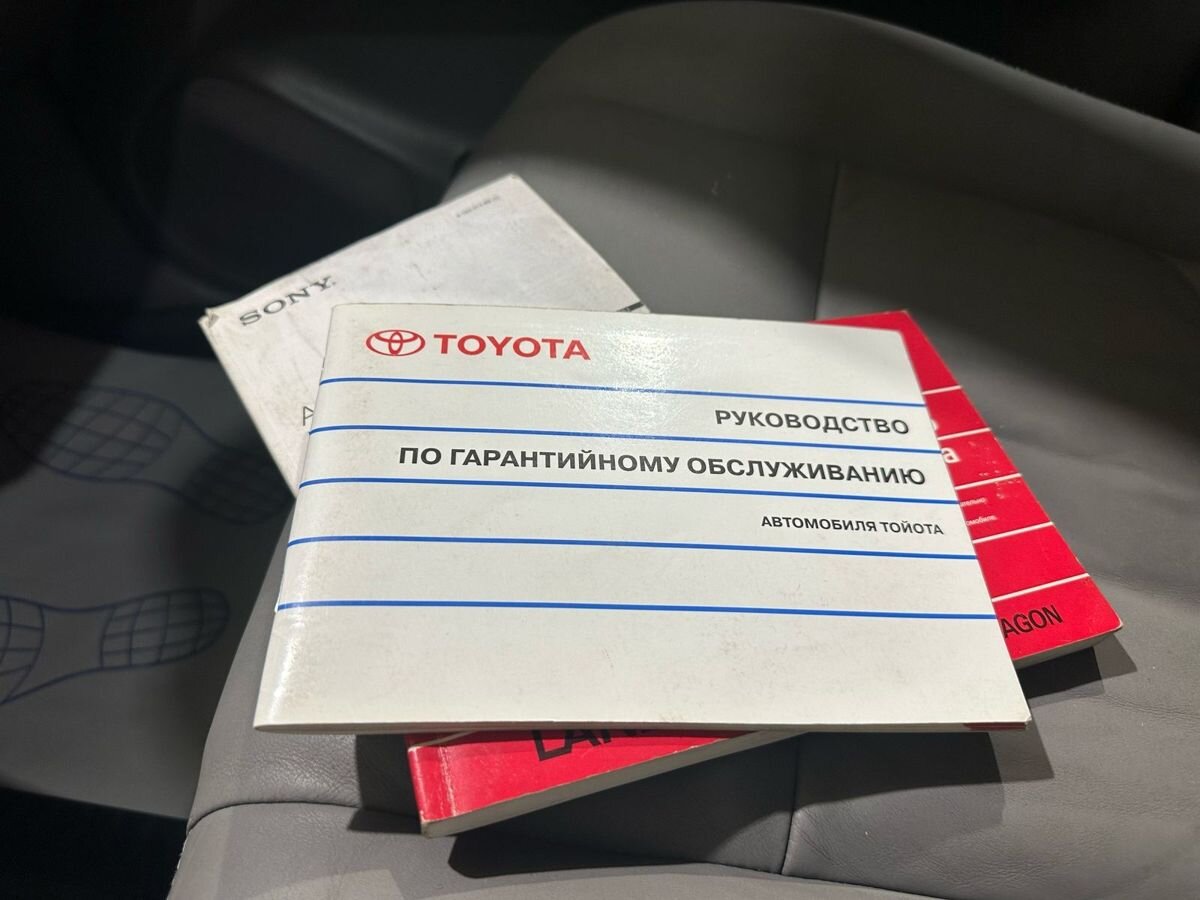 SONY
TOYOTA
РУКОВОДСТВО
ПО ГАРАНТИЙНОМУ ОБСЛУЖИВАНИЮ
АВТОМОБИЛЯ ТОЙОТА